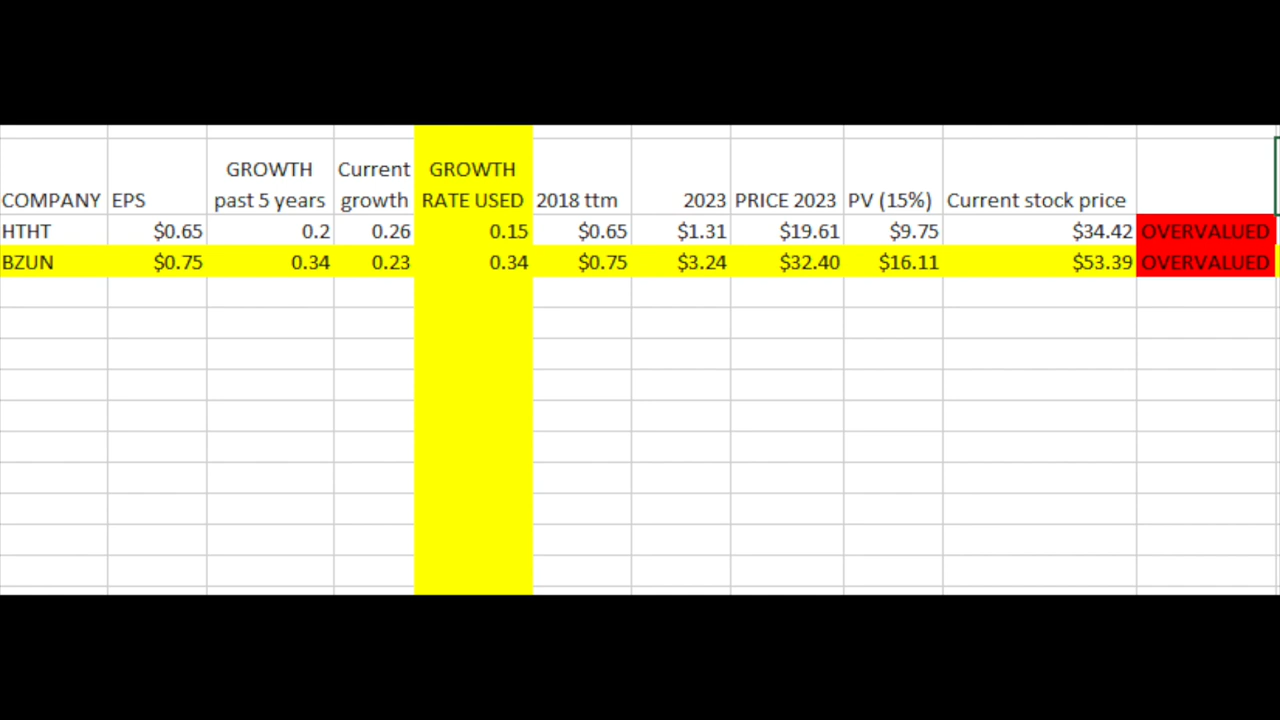 GROWTH Current GROWTH
COMPANY EPS past 5 years growth RATE USED 2018 ttm 2023 PRICE 2023 PV (15%) Current stock price
HTHT $0.65 0.2 0.26 0.15 $0.65 $1.31 $19.61 $9.75 $34.42 OVERVALUED
BZUN $0.75 0.34 0.23 0.34 $0.75 $3.24 $32.40 $16.11 $53.39 OVERVALUED